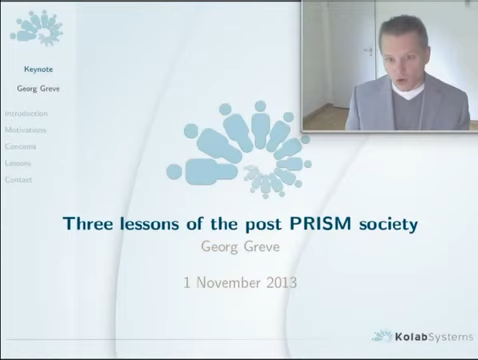 Keynote
Georg Greve
Introduction
Motivations
Concerns
Lessons
Contact
Three lessons of the post PRISM society
Georg Greve
1 November 2013
KolabSystems